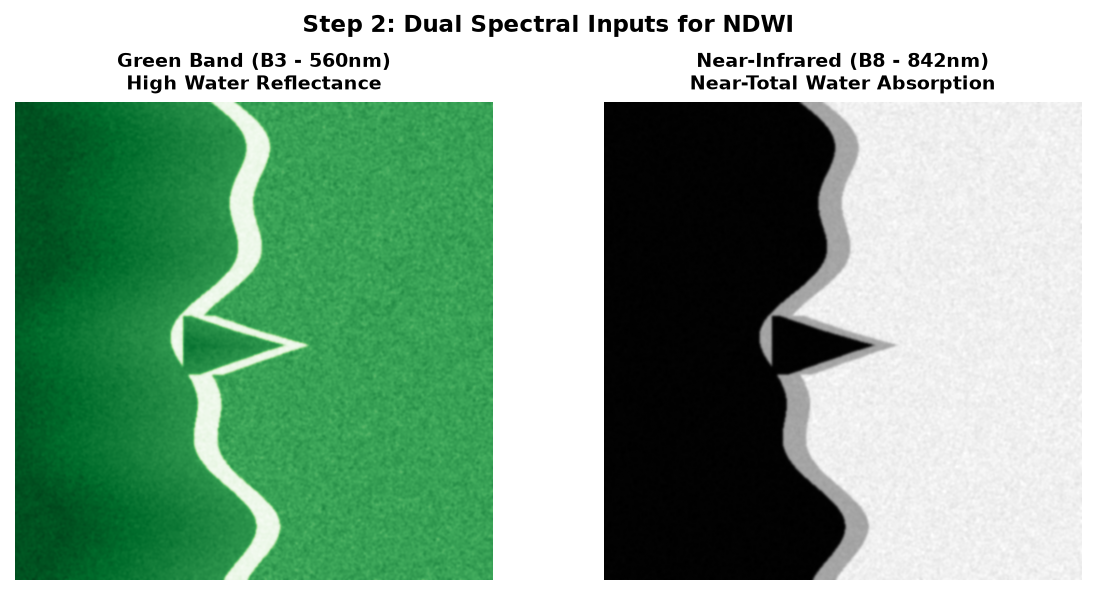 Step 2: Dual Spectral Inputs for NDWI
Green Band (B3 - 560nm)
High Water Reflectance
Near-Infrared (B8 - 842nm)
Near-Total Water Absorption